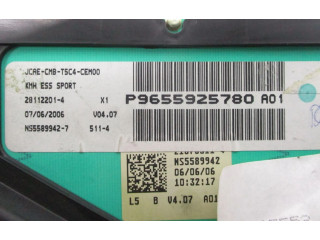 JCAE-CMB-T5C4-CEM00
KMH ESS SPORT
28112201-4 X1
07/06/2006 V04.07
NS5589942-7 511-4
P9655925780 A01
NS5589942
06/06/06
10:32:17
L5 B V4.07 A01